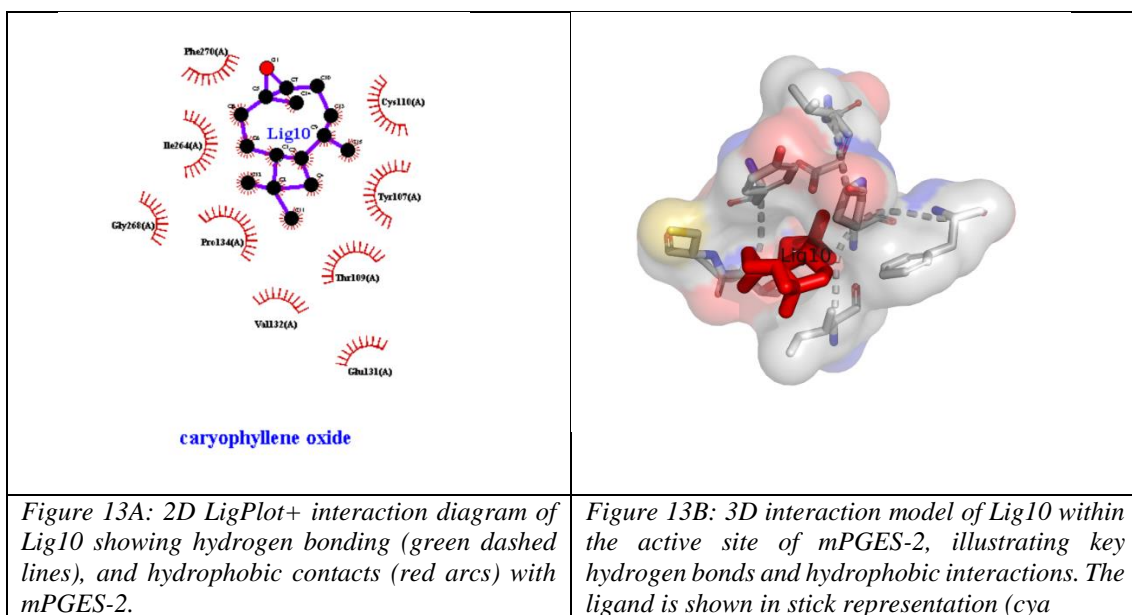 Phe270(A)
Cys110(A)
Lig10
Ile264(A)
Tyr107(A)
Gly268(A)
Pro134(A)
Thr109(A)
Val132(A)
Glu131(A)
caryophyllene oxide
Lig10
Figure 13A: 2D LigPlot+ interaction diagram of
Lig10 showing hydrogen bonding (green dashed
lines), and hydrophobic contacts (red arcs) with
mPGES-2.
Figure 13B: 3D interaction model of Lig10 within
the active site of mPGES-2, illustrating key
hydrogen bonds and hydrophobic interactions. The
ligand is shown in stick representation (cya